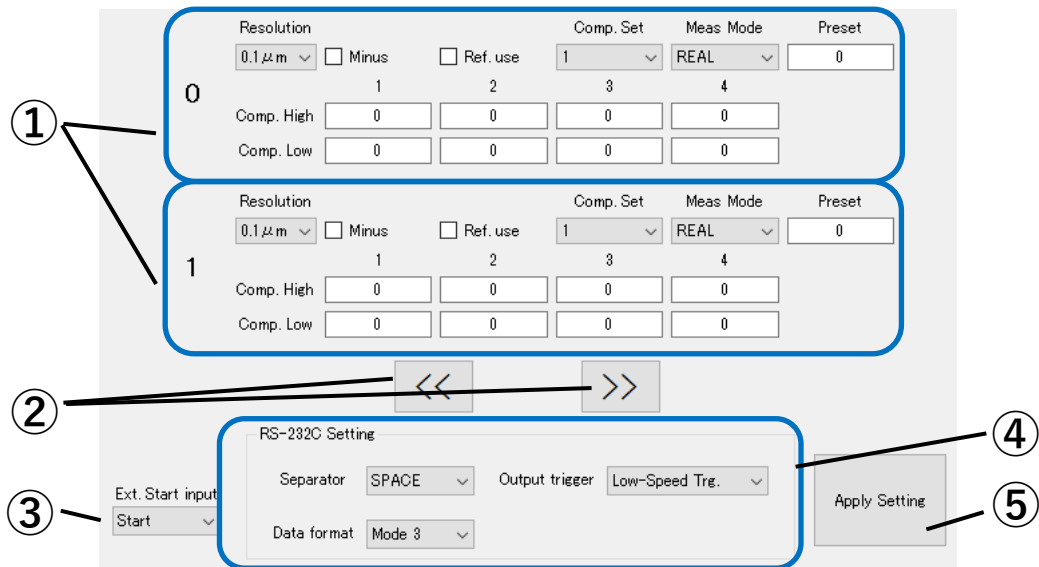 Resolution Comp. Set Meas Mode Preset
0.1μm Minus Ref. use 1 REAL 0
0 1 2 3 4
① Comp. High 0 0 0 0
Comp. Low 0 0 0 0
Resolution Comp. Set Meas Mode Preset
0.1μm Minus Ref. use 1 REAL 0
1 1 2 3 4
Comp. High 0 0 0 0
Comp. Low 0 0 0 0
② << >>
RS-232C Setting ④
Separator SPACE Output trigger Low-Speed Trg.
Ext. Start input Apply Setting
③ Start ⑤
Data format Mode 3